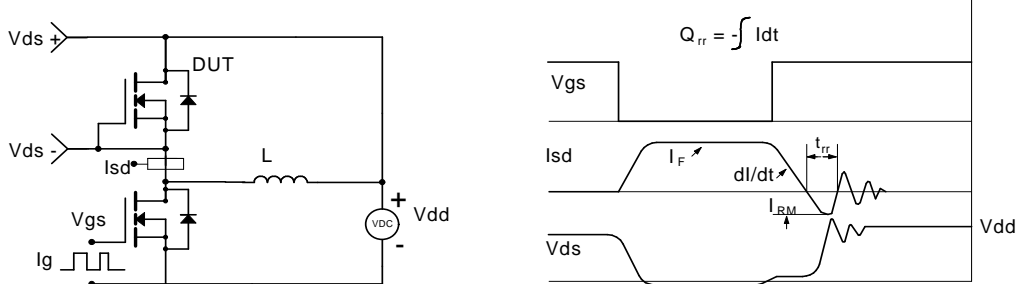 Vds +
DUT
Vds -
Isd
L
Vgs
Ig
+
VDC
-
Vdd
Q rr = - ∫ Idt
Vgs
Isd
I F
dI/dt
t rr
I RM
Vds
Vdd